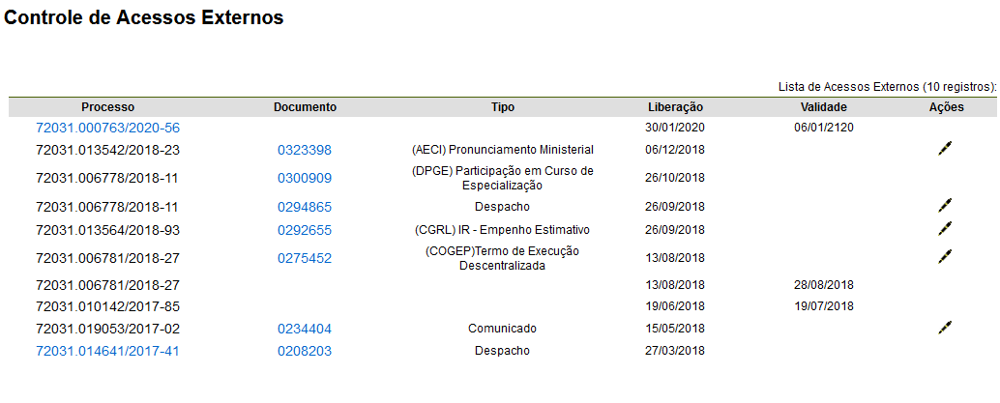 Controle de Acessos Externos
Lista de Acessos Externos (10 registros):
Processo Documento Tipo Liberação Validade Ações
72031.000763/2020-56 30/01/2020 06/01/2120
72031.013542/2018-23 0323398 (AECI) Pronunciamento Ministerial 06/12/2018
72031.006778/2018-11 0300909 (DPGE) Participação em Curso de
Especialização 26/10/2018
72031.006778/2018-11 0294865 Despacho 26/09/2018
72031.013564/2018-93 0292655 (CGRL) IR - Empenho Estimativo 26/09/2018
72031.006781/2018-27 0275452 (COGEP)Termo de Execução
Descentralizada 13/08/2018
72031.006781/2018-27 13/08/2018 28/08/2018
72031.010142/2017-85 19/06/2018 19/07/2018
72031.019053/2017-02 0234404 Comunicado 15/05/2018
72031.014641/2017-41 0208203 Despacho 27/03/2018